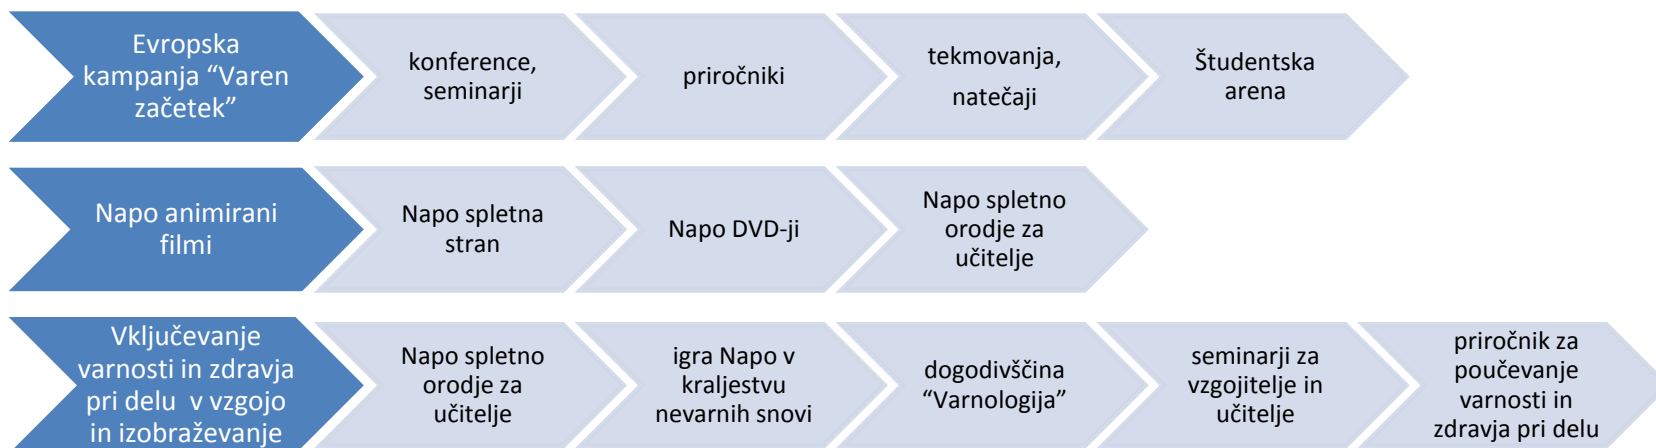 Evropska
kampanja “Varen
začetek”
konference,
seminarji
priročniki
tekmovanja,
natečaji
Študentska
arena
Napo animirani
filmi
Napo spletna
stran
Napo DVD-ji
Napo spletno
orodje za
učitelje
Vključevanje
varnosti in zdravja
pri delu  v vzgojo
in izobraževanje
Napo spletno
orodje za
učitelje
igra Napo v
kraljestvu
nevarnih snovi
dogodivščina
“Varnologija”
seminarji za
vzgojitelje in
učitelje
priročnik za
poučevanje
varnosti in
zdravja pri delu